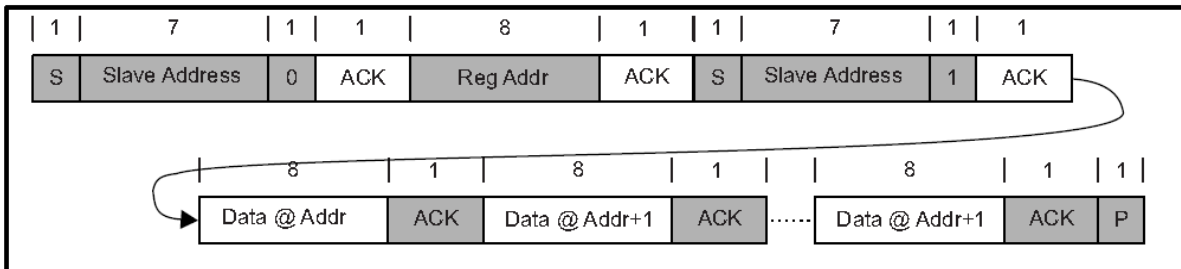 1 7 1 1 8 1 1 7 1 1
S Slave Address 0 ACK Reg Addr ACK S Slave Address 1 ACK
8 1 8 1 8 1 1
Data @ Addr ACK Data @ Addr+1 ACK ...... Data @ Addr+1 ACK P